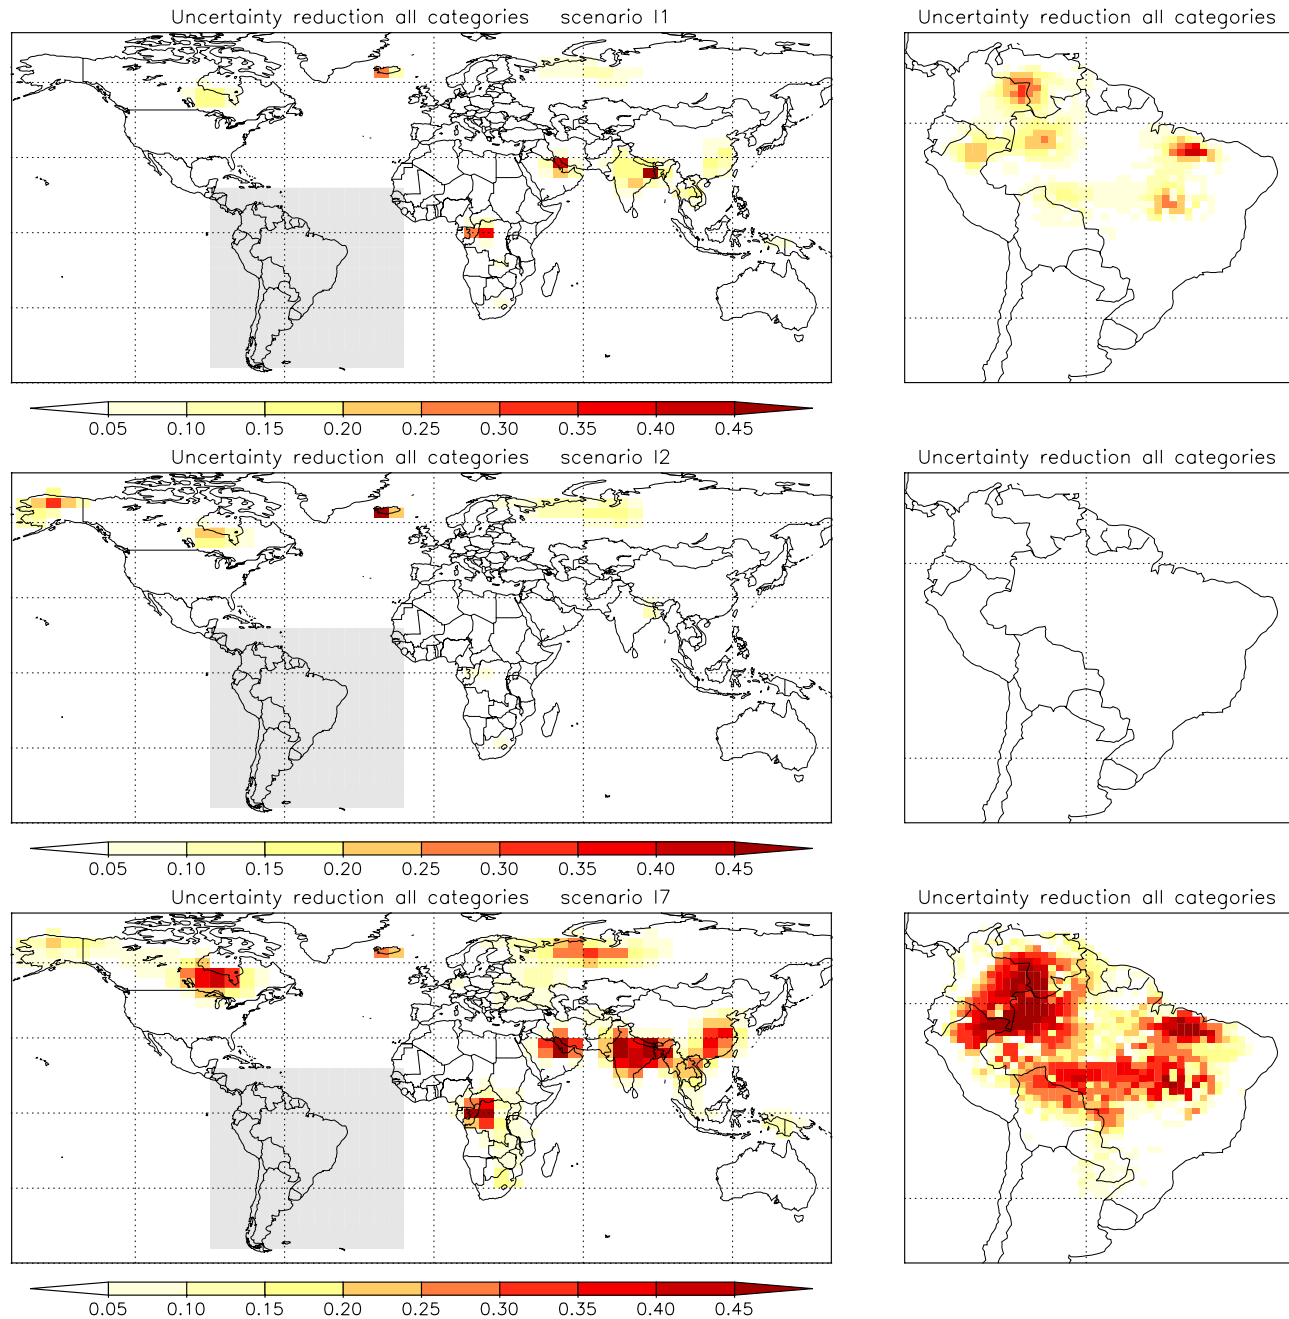 Uncertainty reduction all categories scenario I1
Uncertainty reduction all categories
0.05 0.10 0.15 0.20 0.25 0.30 0.35 0.40 0.45
Uncertainty reduction all categories scenario I2
Uncertainty reduction all categories
0.05 0.10 0.15 0.20 0.25 0.30 0.35 0.40 0.45
Uncertainty reduction all categories scenario I7
Uncertainty reduction all categories
0.05 0.10 0.15 0.20 0.25 0.30 0.35 0.40 0.45